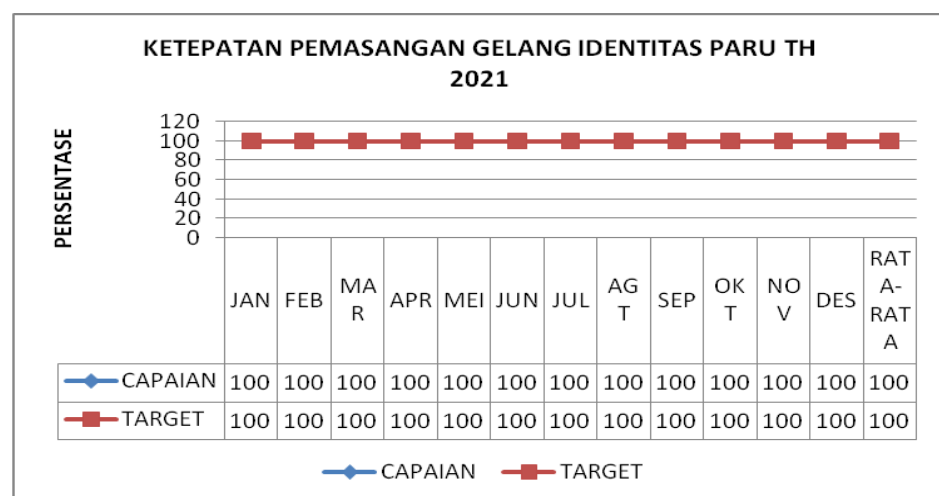 KETEPATAN PEMASANGAN GELANG IDENTITAS PARU TH
2021
PERSENTASE
120
100
80
60
40
20
0
JAN FEB MA
R APR MEI JUN JUL AG
T SEP OK
T NO
V DES RAT
A-
RAT
A
CAPAIAN 100 100 100 100 100 100 100 100 100 100 100 100 100
TARGET 100 100 100 100 100 100 100 100 100 100 100 100 100
CAPAIAN TARGET